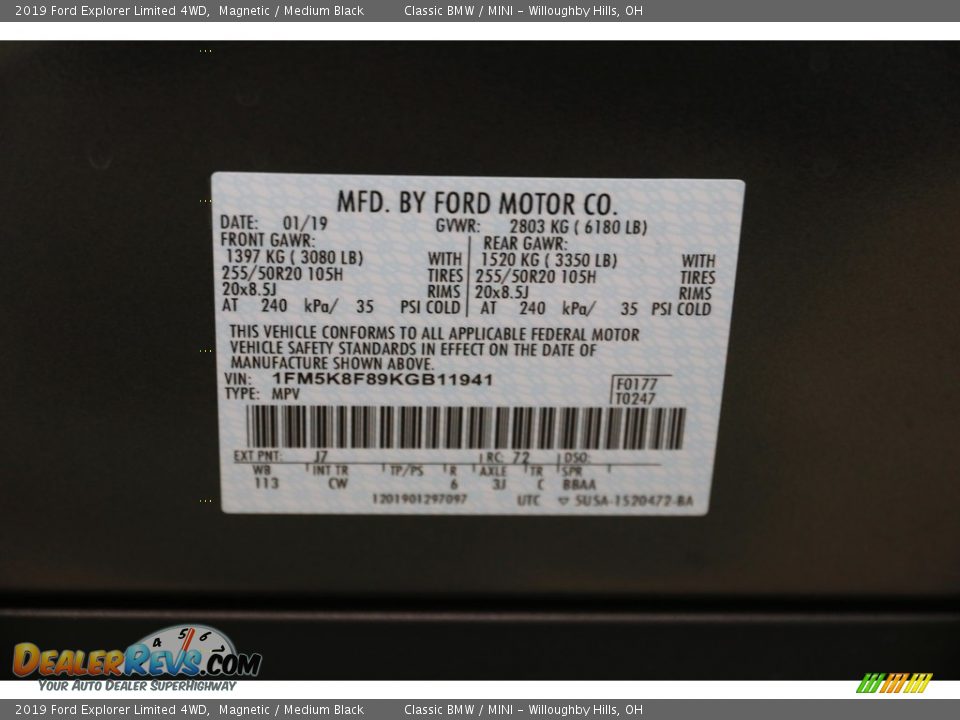 2019 Ford Explorer Limited 4WD, Magnetic / Medium Black Classic BMW / MINI - Willoughby Hills, OH
MFD. BY FORD MOTOR CO.
DATE: 01/19 GVWR: 2803 KG ( 6180 LB)
FRONT GAWR: REAR GAWR:
1397 KG ( 3080 LB) WITH 1520 KG ( 3350 LB) WITH
255/50R20 105H TIRES 255/50R20 105H TIRES
20x8.5J RIMS 20x8.5J RIMS
AT 240 kPa/ 35 PSI COLD AT 240 kPa/ 35 PSI COLD
THIS VEHICLE CONFORMS TO ALL APPLICABLE FEDERAL MOTOR
VEHICLE SAFETY STANDARDS IN EFFECT ON THE DATE OF
MANUFACTURE SHOWN ABOVE.
VIN: 1FM5K8F89KGB11941 F0177
TYPE: MPV T0247
EXT PNT: J7 RC: 72 DSO:
WB INT TR TP/PS R AXLE TR SPR
113 CW 6 3J C BBAA
1201901297097 UTC 5USA-1520472-BA
4 5 6
DEALERREVS.COM
YOUR AUTO DEALER SUPERHIGHWAY
2019 Ford Explorer Limited 4WD, Magnetic / Medium Black Classic BMW / MINI - Willoughby Hills, OH